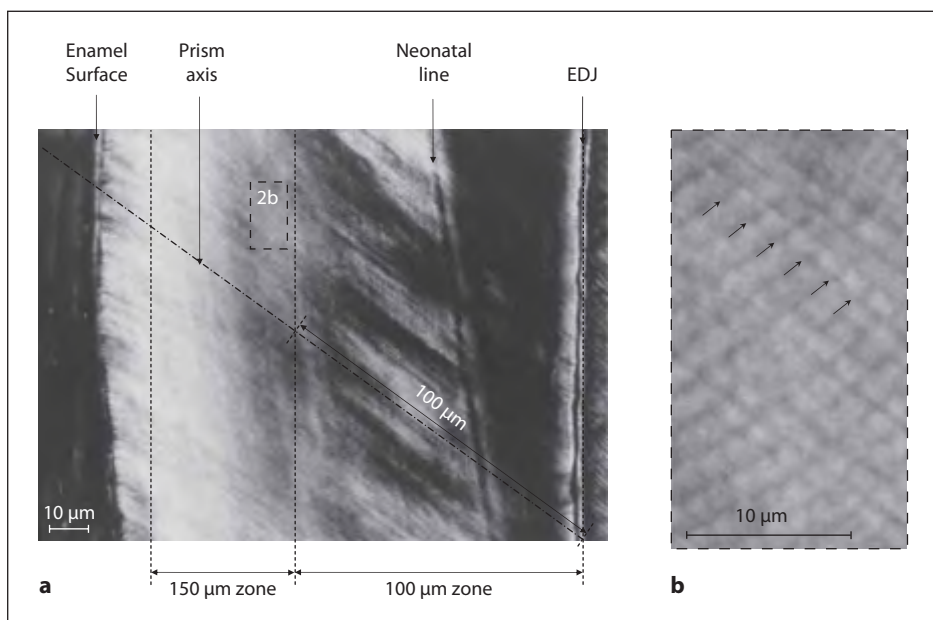 Enamel
Surface
Prism
axis
Neonatal
line
EDJ
2b
100 µm
10 µm
10 µm
150 µm zone
100 µm zone
a
b